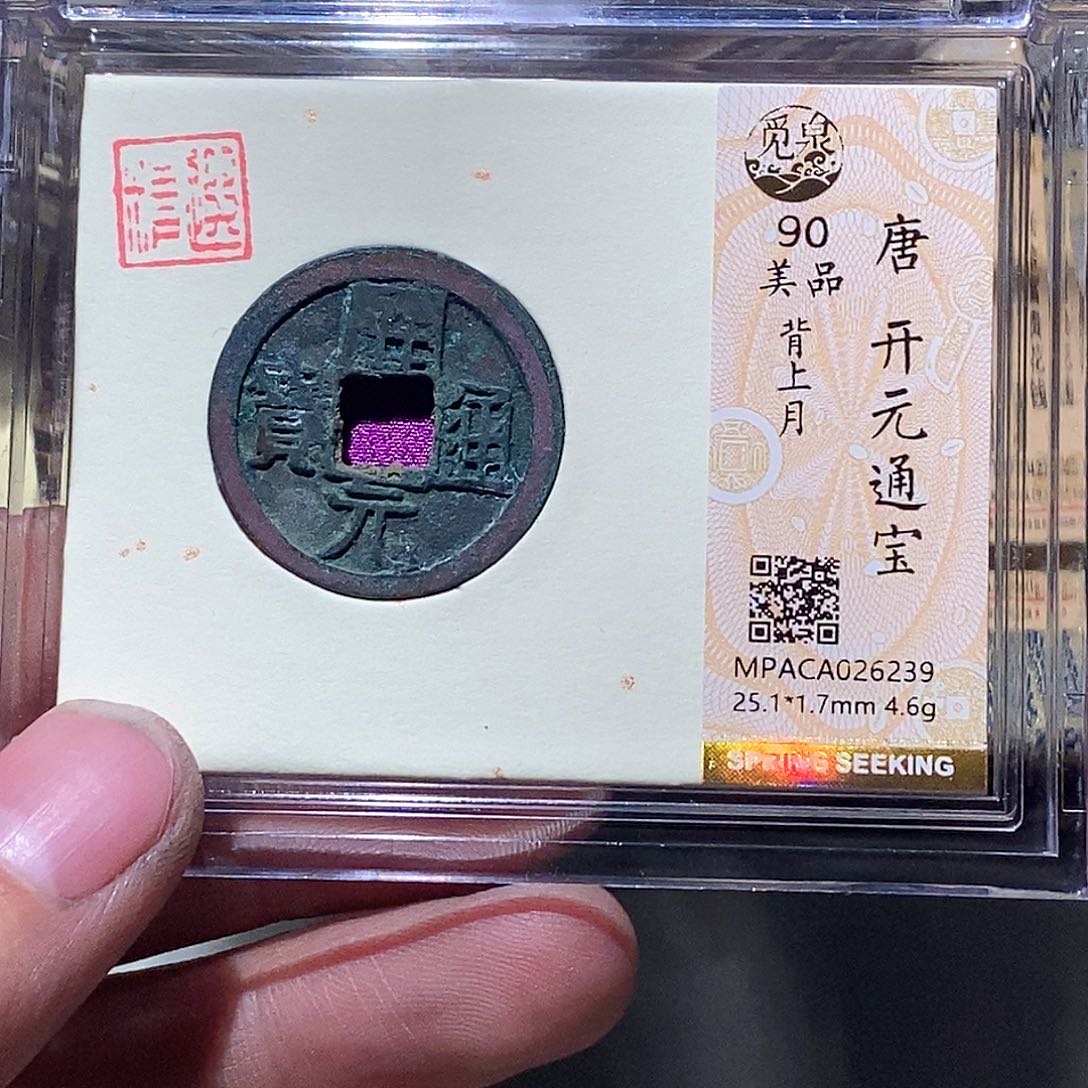 開
元
通
寳
觅泉
90
美品
背上月
唐 开元通宝
MPACA026239
25.1*1.7mm 4.6g
SPRING SEEKING